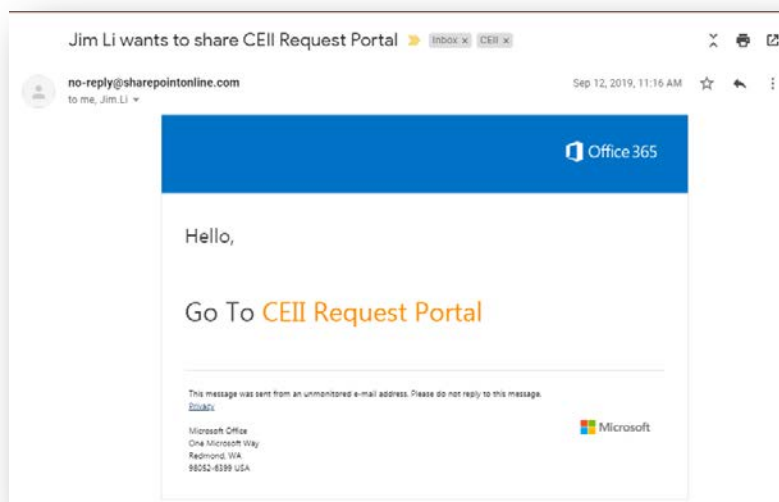 Jim Li wants to share CEII Request Portal
Inbox x CEII x
no-reply@sharepointonline.com
Sep 12, 2019, 11:16 AM
to me, Jim.Li
Office 365
Hello,
Go To CEII Request Portal
This message was sent from an unmonitored e-mail address. Please do not reply to this message.
Privacy
Microsoft Office
One Microsoft Way
Redmond, WA
98052-6399 USA
Microsoft